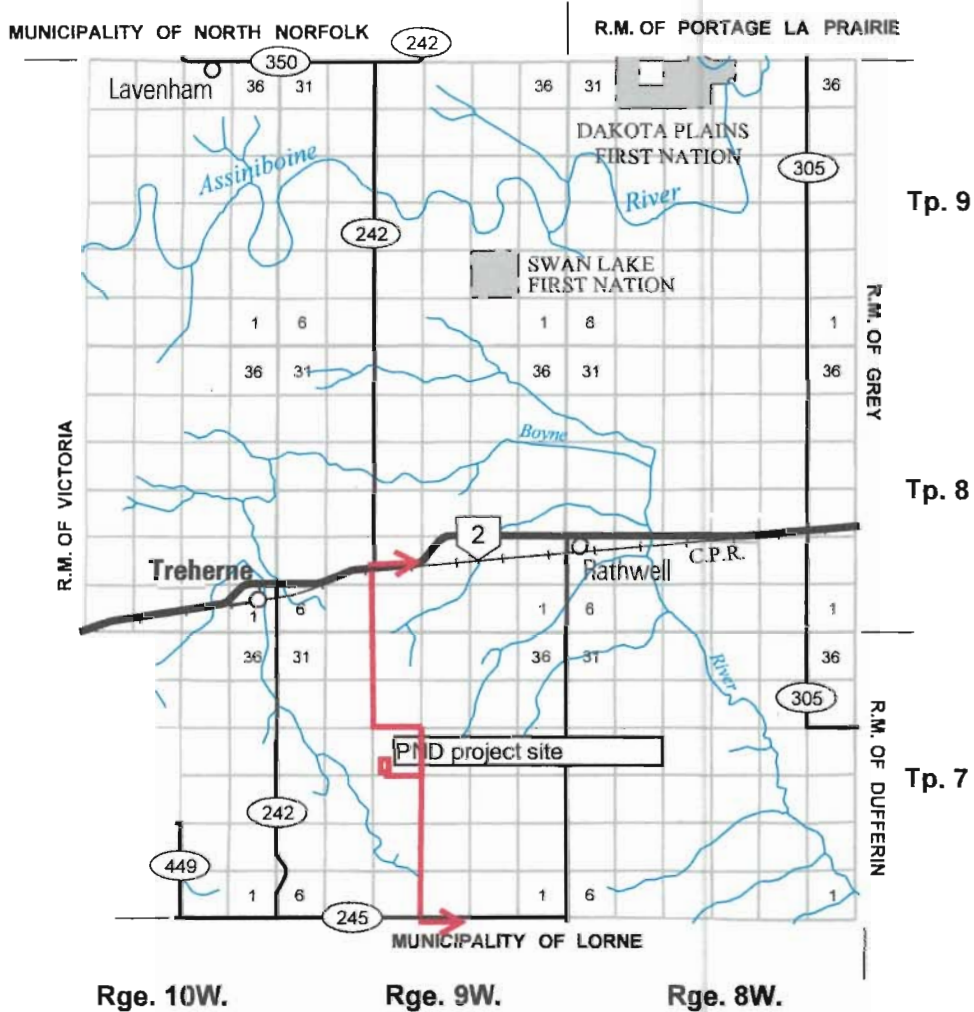 MUNICIPALITY OF NORTH NORFOLK
242
R.M. OF PORTAGE LA PRAIRIE
350
Lavenham
36 31
36 31
36
DAKOTA PLAINS
FIRST NATION
305
Assiniboine
River
Tp. 9
242
SWAN LAKE
FIRST NATION
1 6
1 6
1
R.M. OF GREY
36 31
36 31
36
R.M. OF VICTORIA
Boyne
Tp. 8
2
C.P.R.
Treherne
Rathwell
1 6
1 6
1
36 31
36 31
36
River
305
R.M. OF DUFFERIN
PND project site
Tp. 7
242
449
1 6
1 6
1
245
MUNICIPALITY OF LORNE
Rge. 10W.
Rge. 9W.
Rge. 8W.